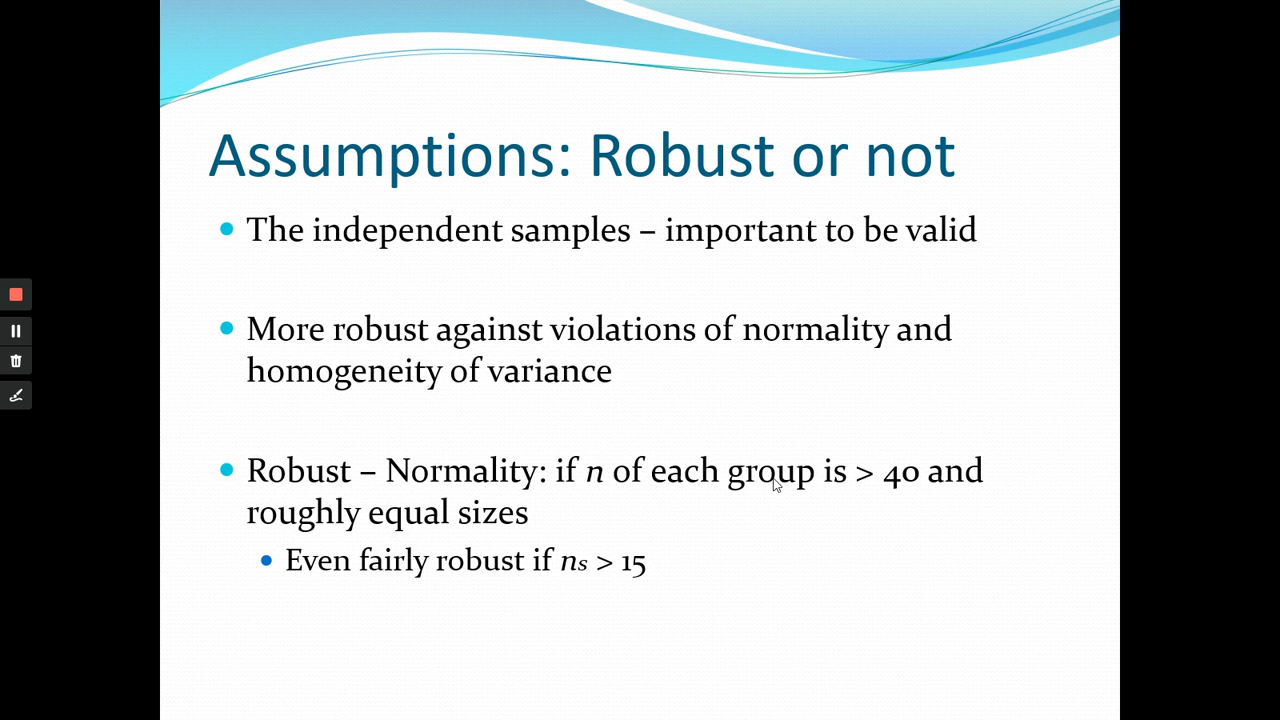 Assumptions: Robust or not
The independent samples – important to be valid
More robust against violations of normality and
homogeneity of variance
Robust – Normality: if n of each group is > 40 and
roughly equal sizes
Even fairly robust if ns > 15